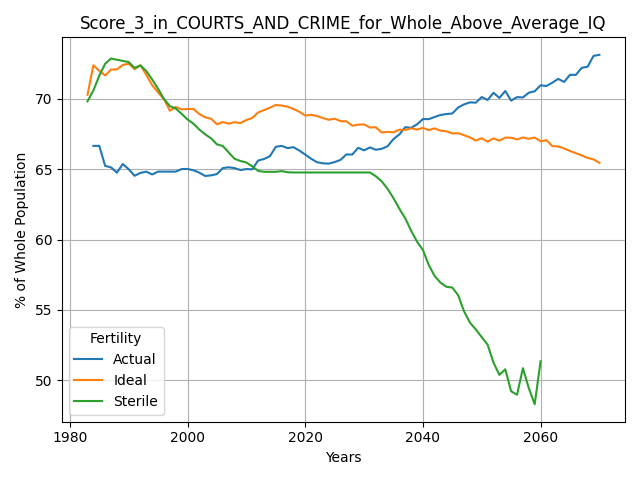 Score_3_in_COURTS_AND_CRIME_for_Whole_Above_Average_IQ
% of Whole Population
70
65
60
55
50
Fertility
Actual
Ideal
Sterile
1980
2000
2020
2040
2060
Years